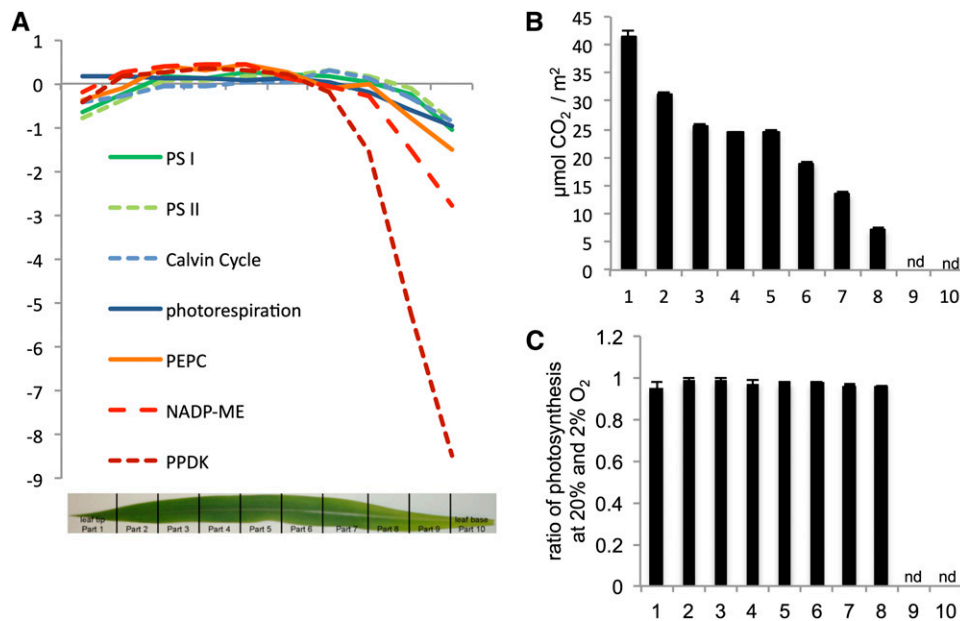 A
1
0
-1
-2
-3
-4
-5
-6
-7
-8
-9
PS I
PS II
Calvin Cycle
photorespiration
PEPC
NADP-ME
PPDK
leaf tip
Part 1 Part 2 Part 3 Part 4 Part 5 Part 6 Part 7 Part 8 Part 9 Part 10
leaf base
B
μmol CO₂ / m²
45
40
35
30
25
20
15
10
5
0
nd nd
1 2 3 4 5 6 7 8 9 10
C
ratio of photosynthesis
at 20% and 2% O₂
1.2
1
0.8
0.6
0.4
0.2
0
nd nd
1 2 3 4 5 6 7 8 9 10